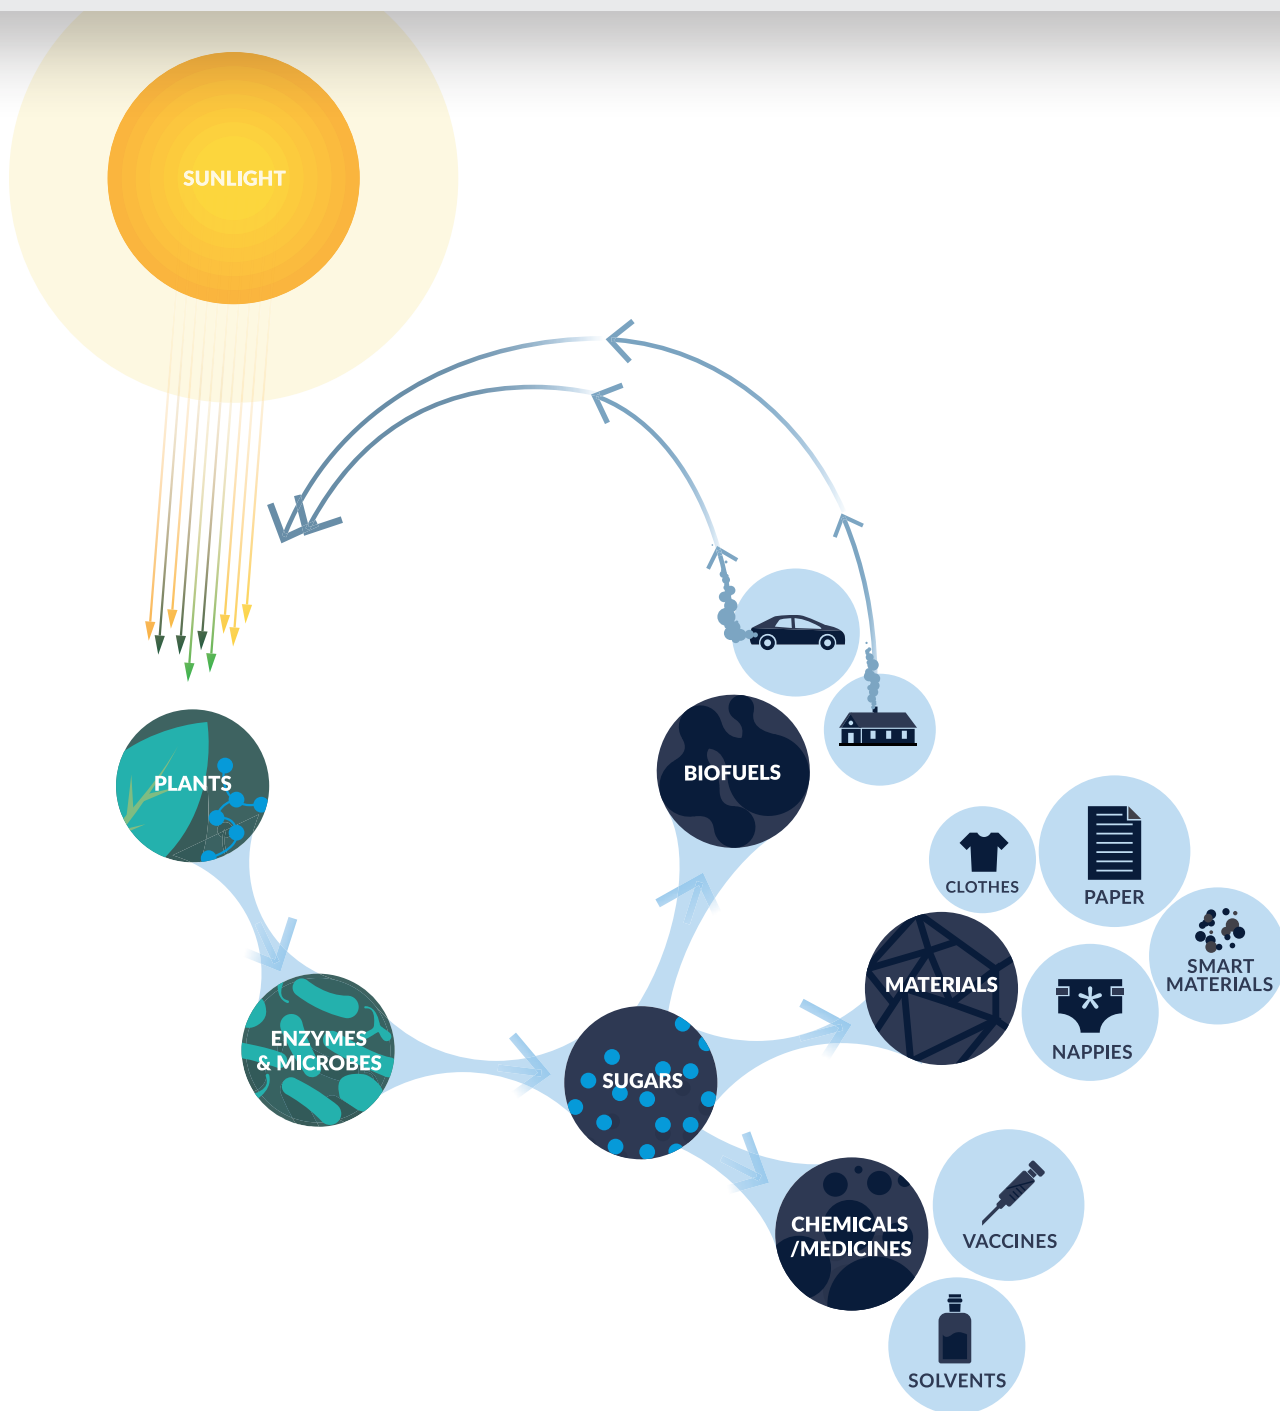 SUNLIGHT
PLANTS
BIOFUELS
CLOTHES
PAPER
SMART
MATERIALS
MATERIALS
NAPPIES
ENZYMES
& MICROBES
SUGARS
CHEMICALS
/MEDICINES
VACCINES
SOLVENTS